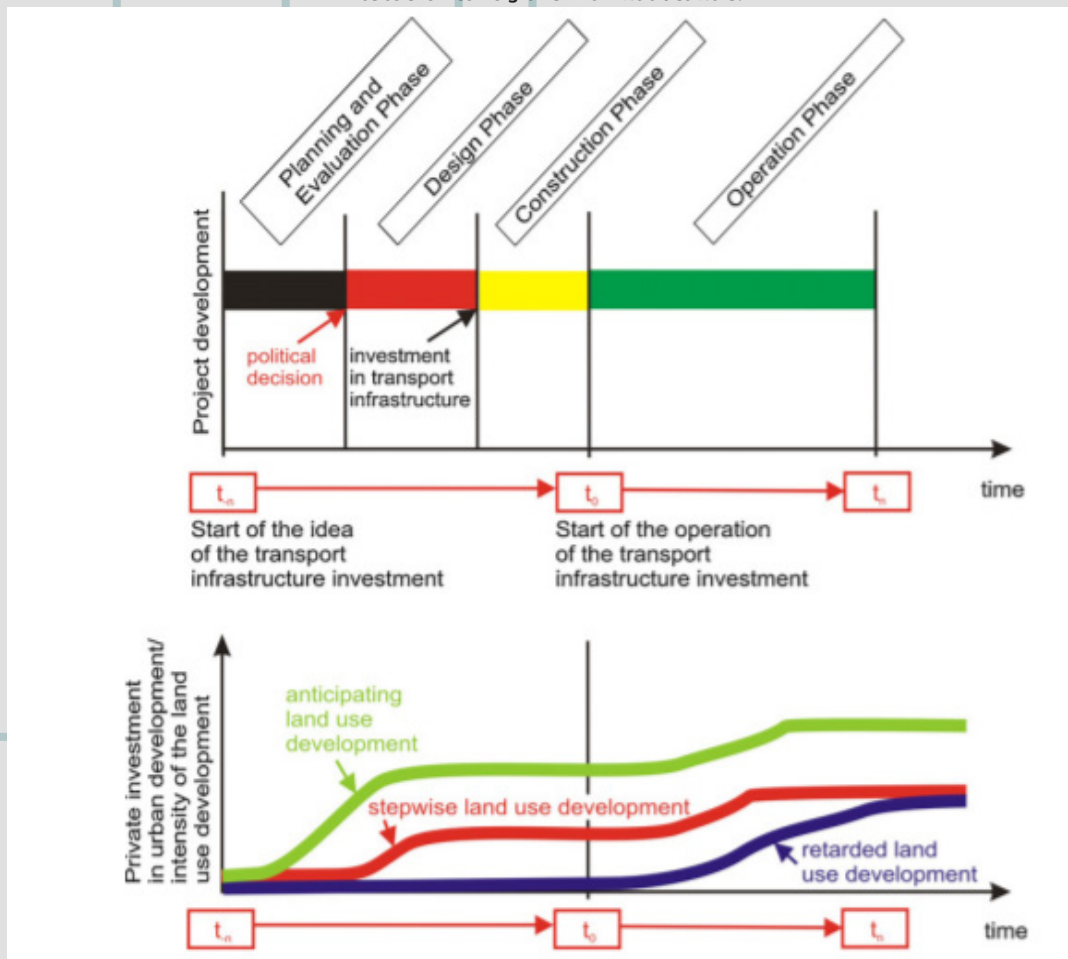 Planning and
Evaluation Phase
Design Phase
Construction Phase
Operation Phase
Project development
political
decision
investment
in transport
infrastructure
t-n
t0
tn
time
Start of the idea
of the transport
infrastructure investment
Start of the operation
of the transport
infrastructure investment
Private investment
in urban development/
intensity of the land
use development
anticipating
land use
development
stepwise land use development
retarded land
use development
t-n
t0
tn
time